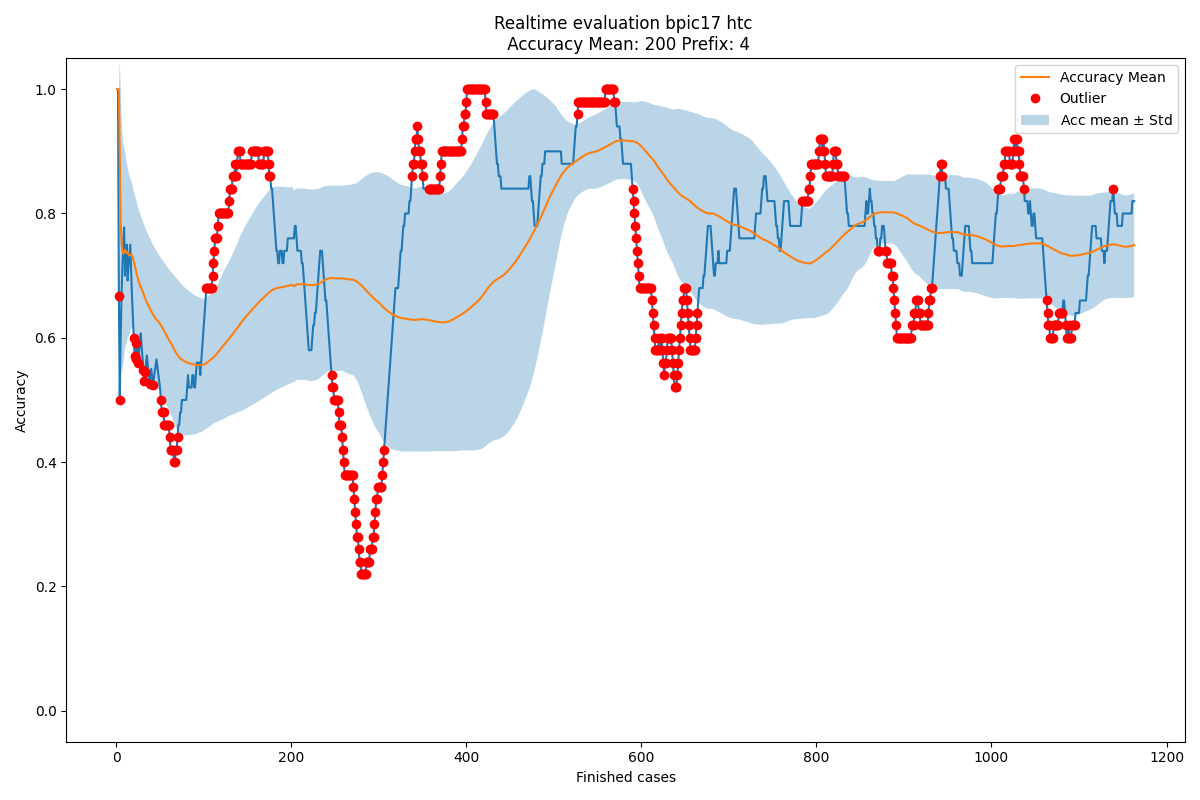 Realtime evaluation bpic17 htc
Accuracy Mean: 200 Prefix: 4
Accuracy Mean
Outlier
Acc mean ± Std
Accuracy
1.0
0.8
0.6
0.4
0.2
0.0
0
200
400
600
800
1000
1200
Finished cases